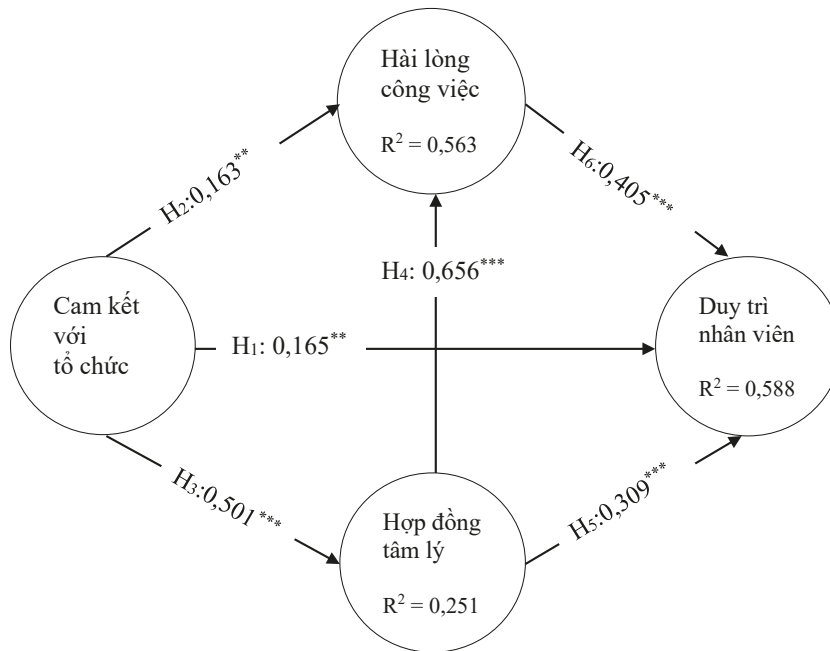 Hài lòng
công việc
R² = 0,563
H₂:0,163**
H₆:0,405***
H₄: 0,656***
Cam kết
với
tổ chức
H₁: 0,165**
Duy trì
nhân viên
R² = 0,588
H₃:0,501***
H₅:0,309***
Hợp đồng
tâm lý
R² = 0,251